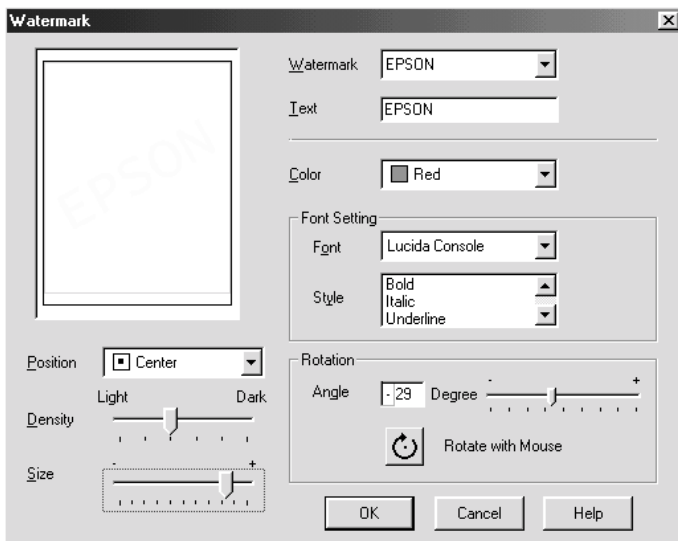 Watermark
EPSON
Watermark EPSON
Text EPSON
Color Red
Font Setting
Font Lucida Console
Style Bold
Italic
Underline
Position Center
Light Dark
Density
Size - +
Rotation
Angle -29 Degree - +
Rotate with Mouse
OK Cancel Help